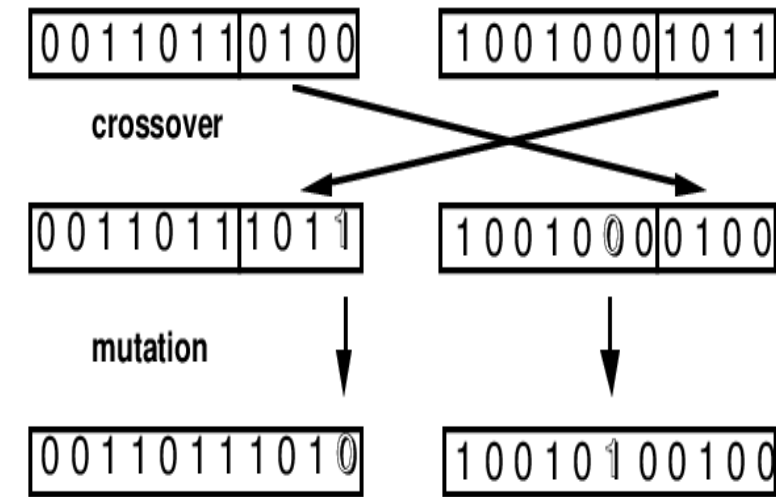 0 0 1 1 0 1 1 0 1 0 0 1 0 0 1 0 0 0 1 0 1 1
crossover
0 0 1 1 0 1 1 1 0 1 1 1 0 0 1 0 0 0 0 1 0 0
mutation
0 0 1 1 0 1 1 1 0 1 0 1 0 0 1 0 1 0 0 1 0 0